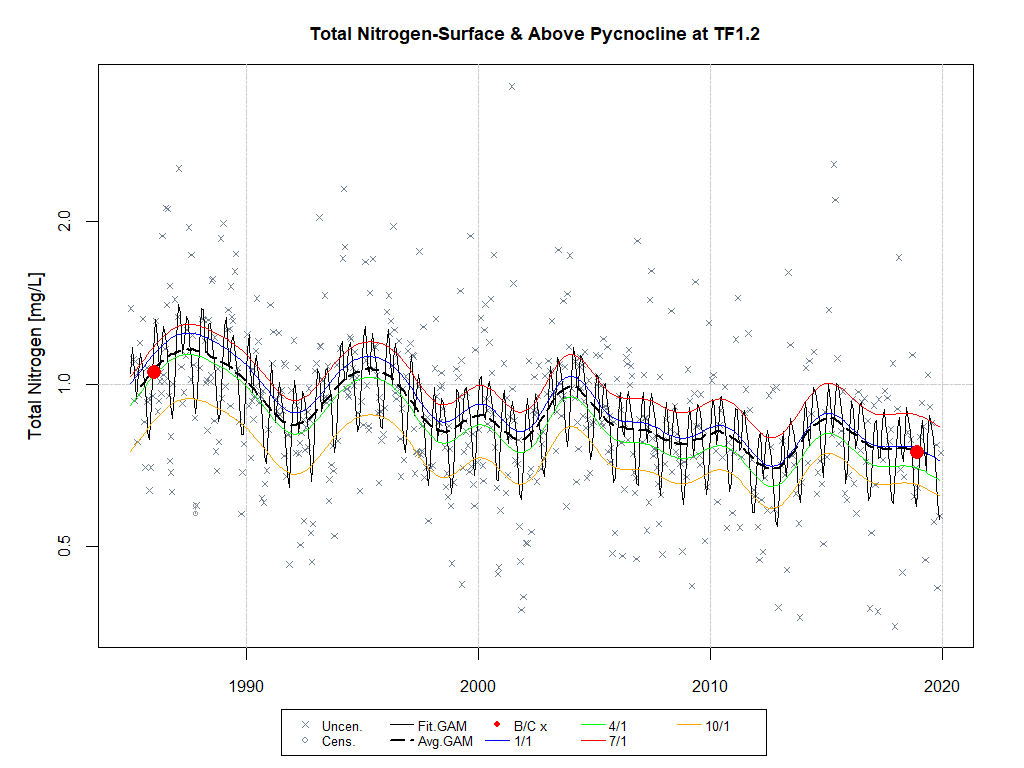 Total Nitrogen-Surface & Above Pycnocline at TF1.2
Total Nitrogen [mg/L]
2.0
1.0
0.5
1990 2000 2010 2020
Uncen. Fit.GAM B/C x 4/1 10/1
Cens. Avg.GAM 1/1 7/1